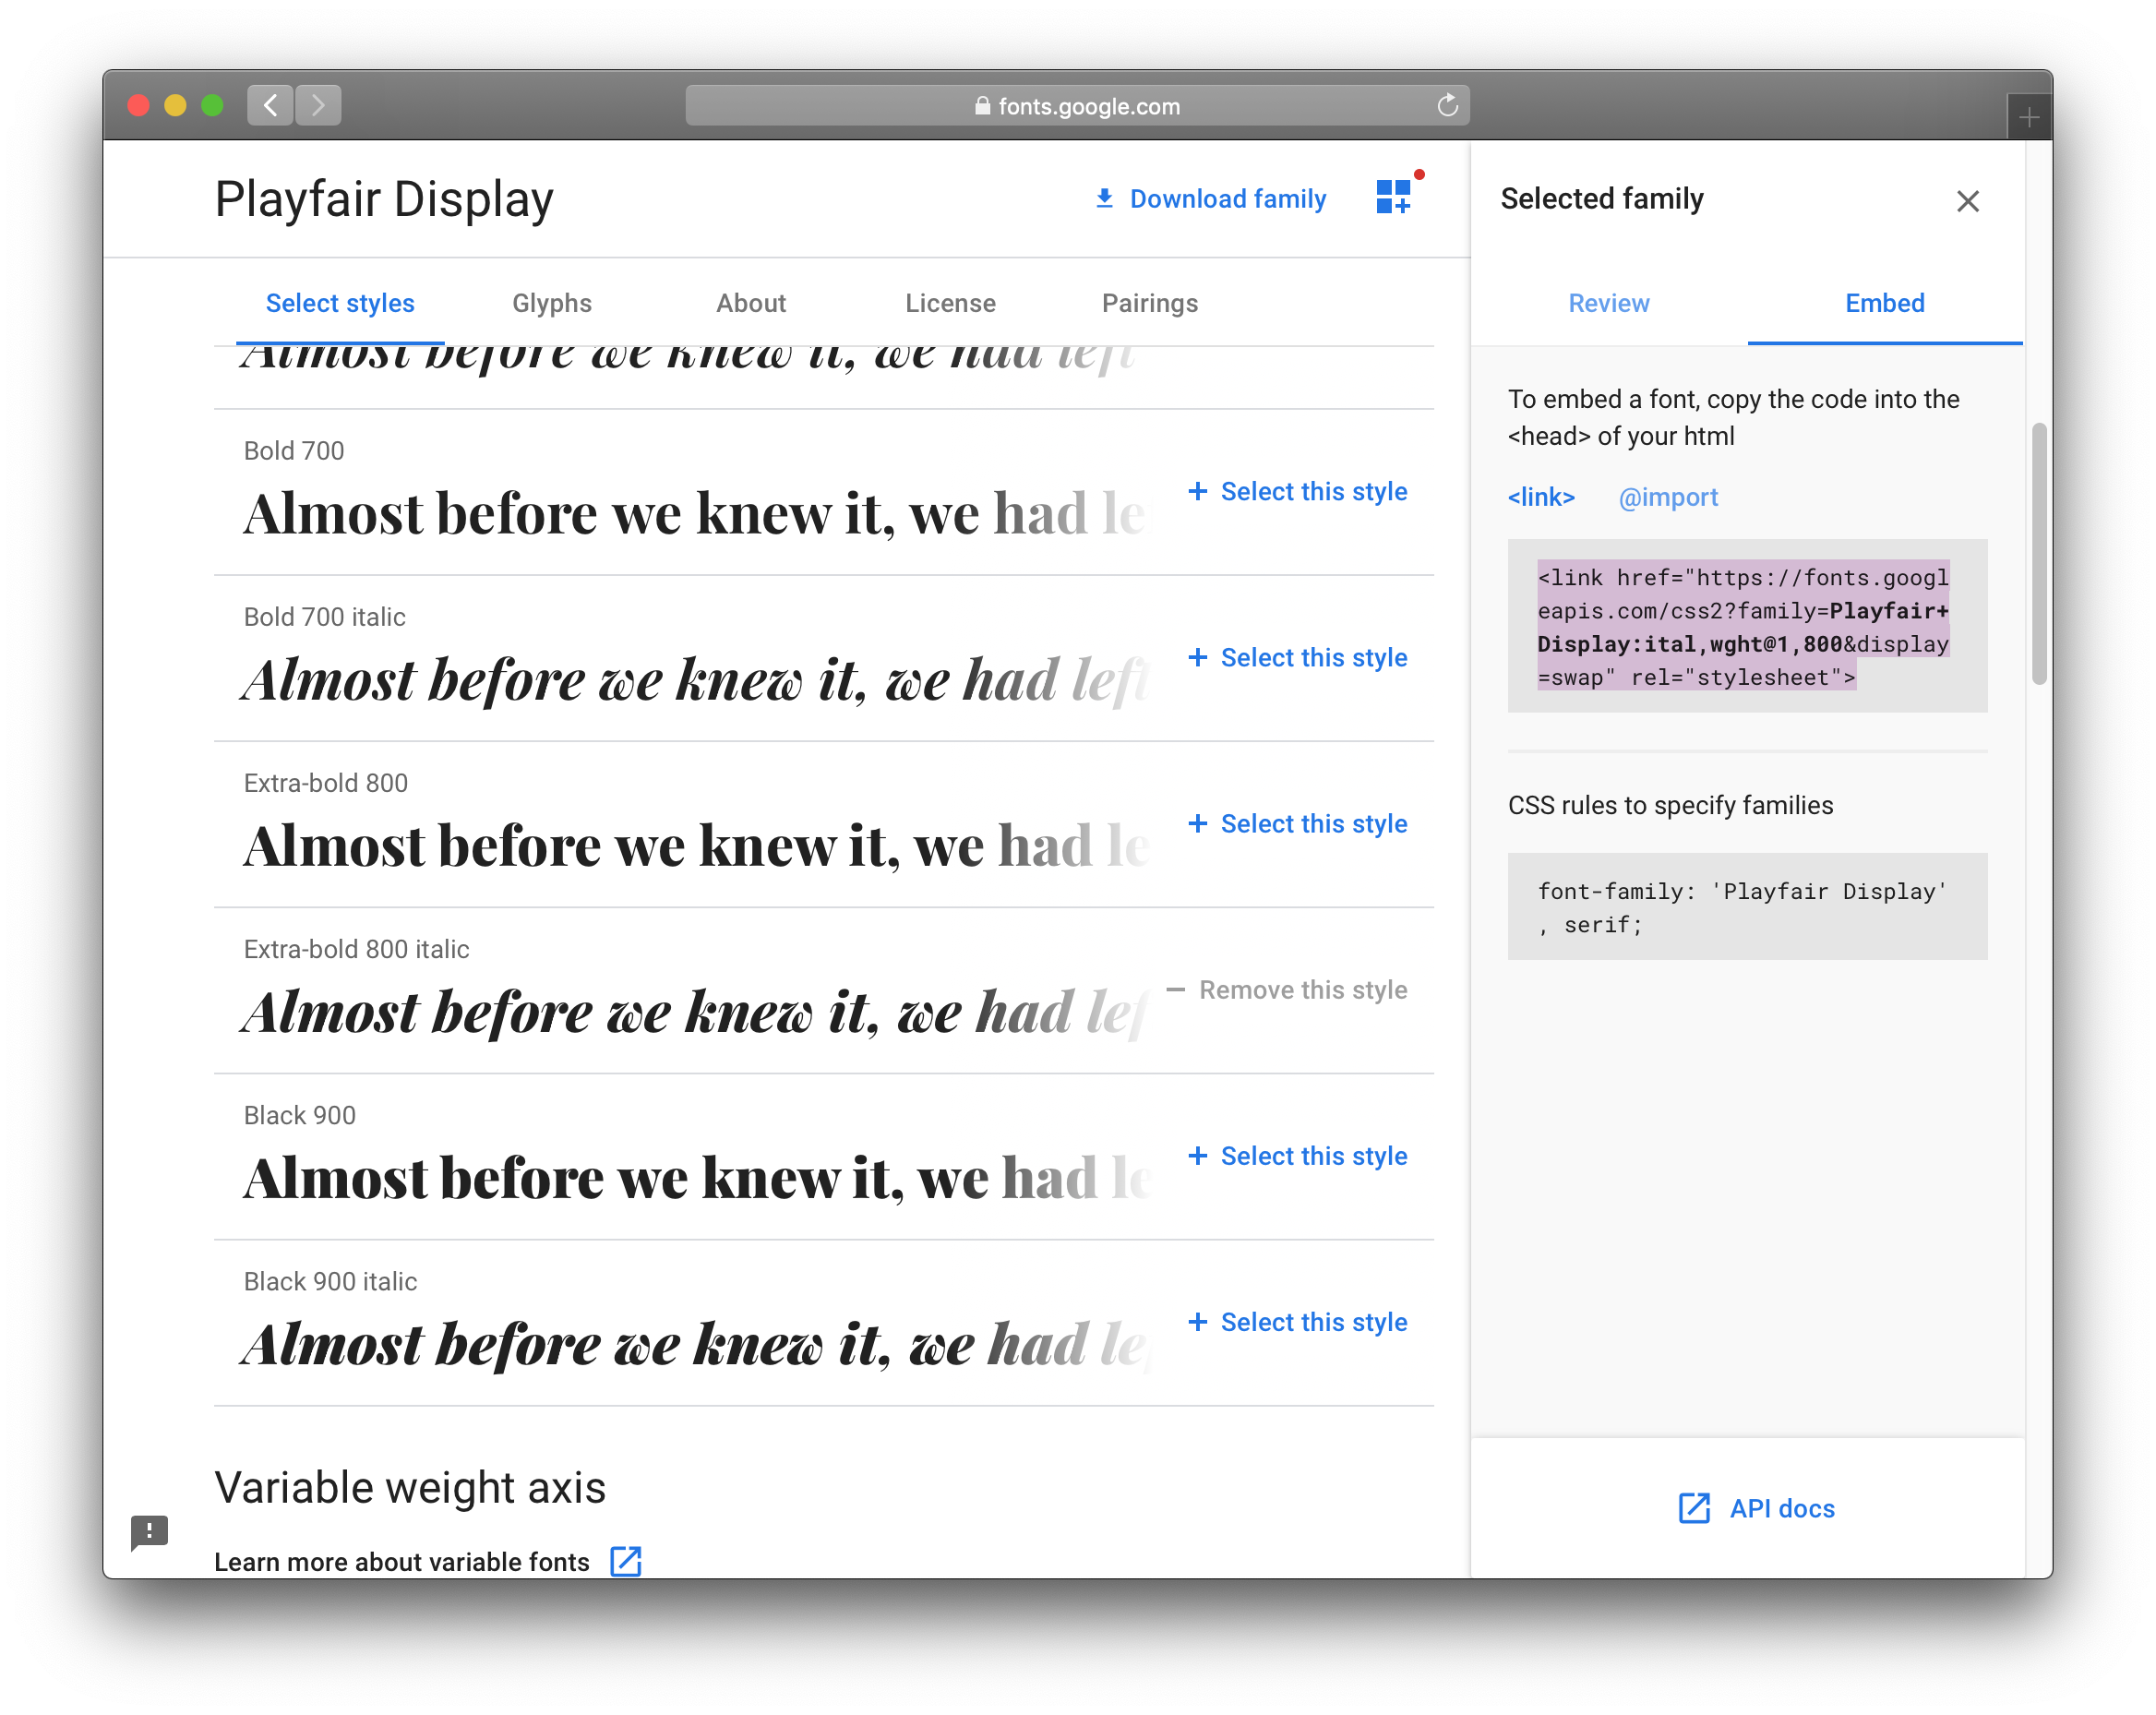 fonts.google.com
Playfair Display
Download family
Select styles
Glyphs
About
License
Pairings
Almost before we knew it, we had left
Bold 700
Almost before we knew it, we had le
Select this style
Bold 700 italic
Almost before we knew it, we had left
Select this style
Extra-bold 800
Almost before we knew it, we had le
Select this style
Extra-bold 800 italic
Almost before we knew it, we had lef
Remove this style
Black 900
Almost before we knew it, we had le
Select this style
Black 900 italic
Almost before we knew it, we had lef
Select this style
Variable weight axis
Learn more about variable fonts
Selected family
Review
Embed
To embed a font, copy the code into the
<head> of your html
<link>
@import
<link href="https://fonts.googl
eapis.com/css2?family=Playfair+
Display:ital,wght@1,800&display
=swap" rel="stylesheet">
CSS rules to specify families
font-family: 'Playfair Display'
, serif;
API docs